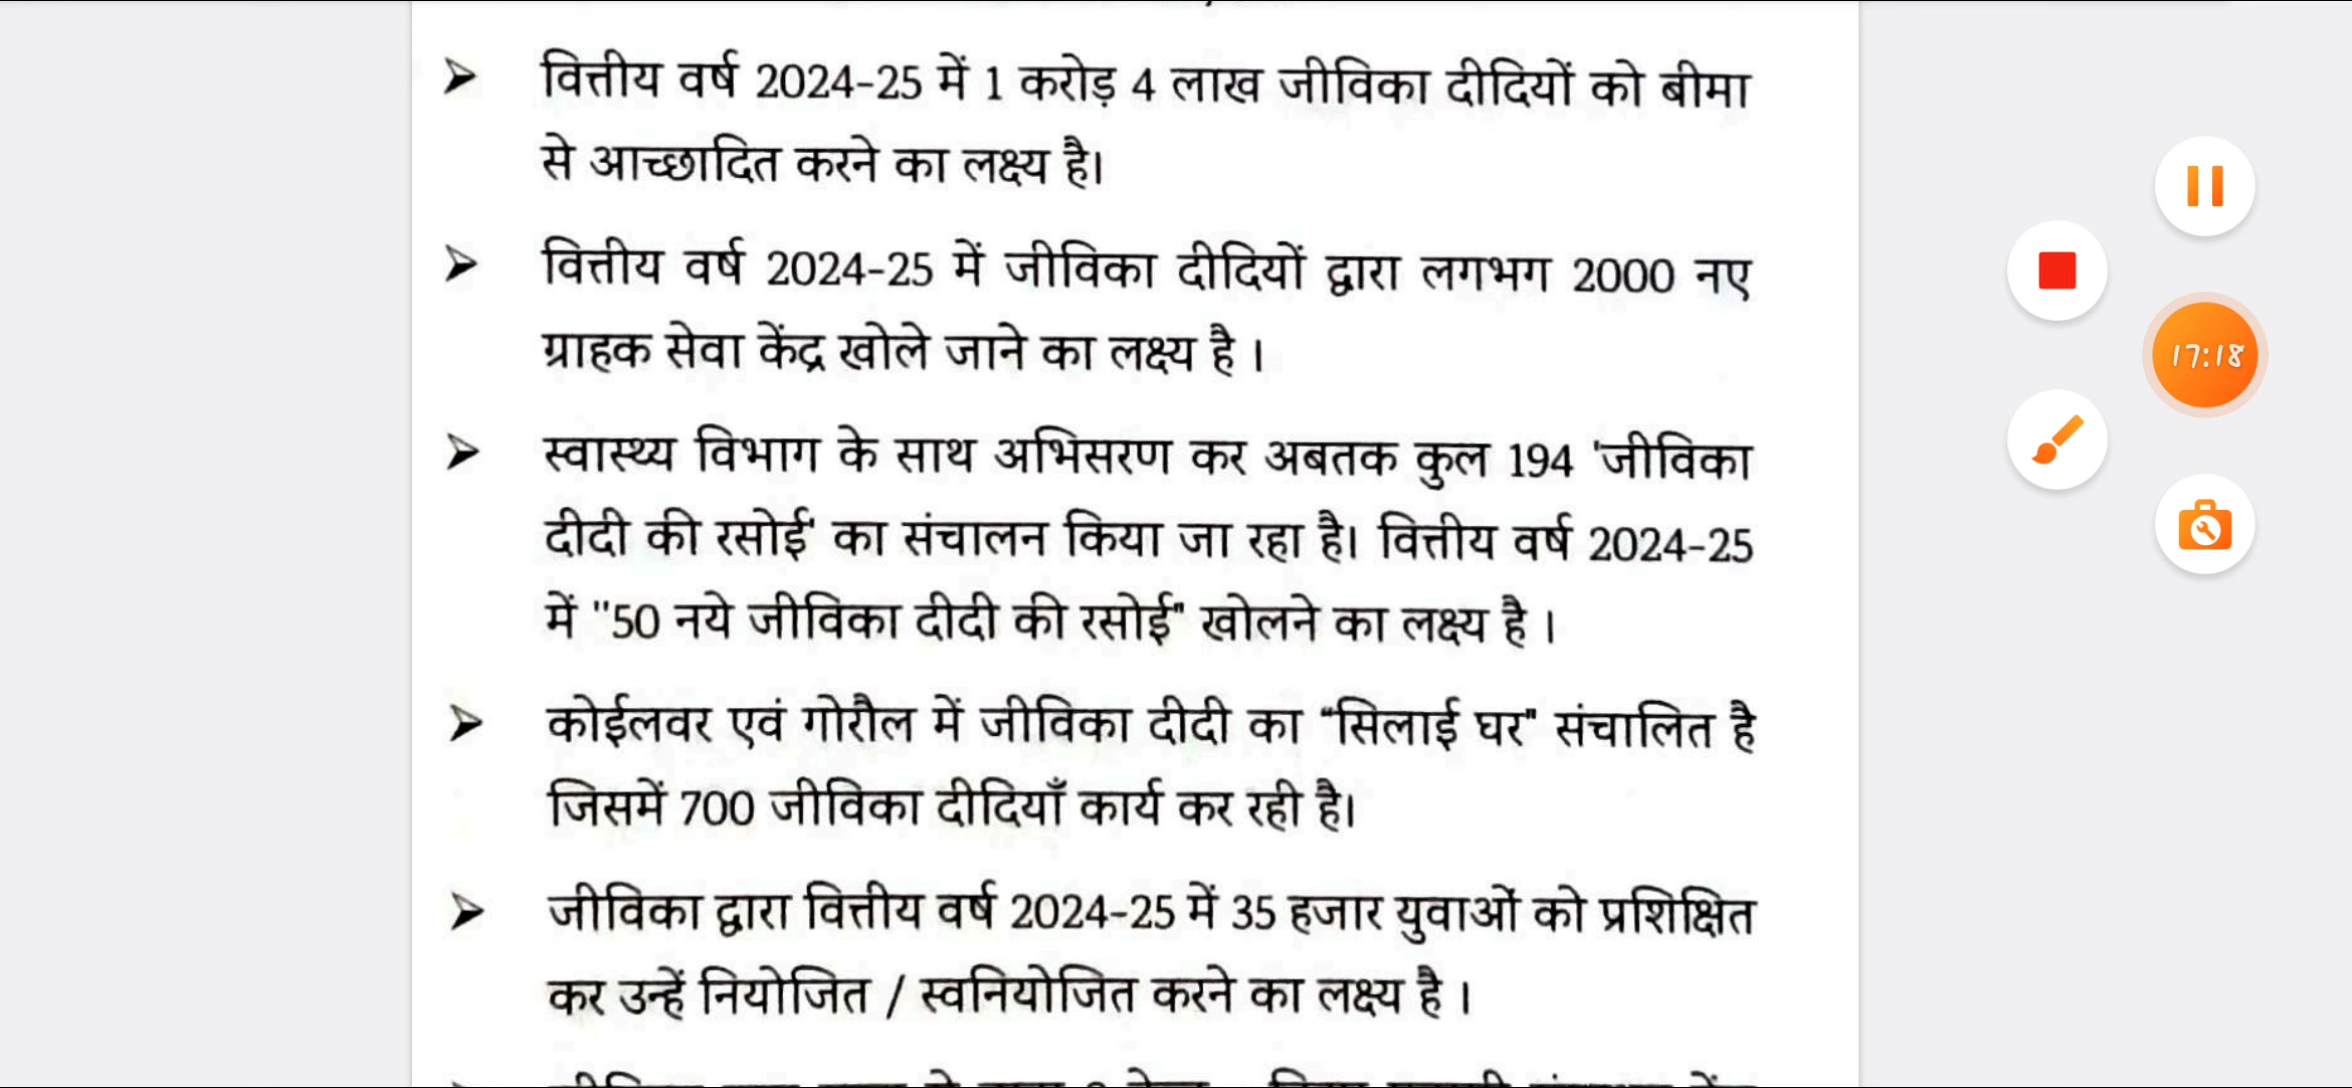 ➤ वित्तीय वर्ष 2024-25 में 1 करोड़ 4 लाख जीविका दीदियों को बीमा
से आच्छादित करने का लक्ष्य है।
➤ वित्तीय वर्ष 2024-25 में जीविका दीदियों द्वारा लगभग 2000 नए
ग्राहक सेवा केंद्र खोले जाने का लक्ष्य है ।
➤ स्वास्थ्य विभाग के साथ अभिसरण कर अबतक कुल 194 'जीविका
दीदी की रसोई' का संचालन किया जा रहा है। वित्तीय वर्ष 2024-25
में "50 नये जीविका दीदी की रसोई" खोलने का लक्ष्य है ।
➤ कोईलवर एवं गोरौल में जीविका दीदी का “सिलाई घर" संचालित है
जिसमें 700 जीविका दीदियाँ कार्य कर रही है।
➤ जीविका द्वारा वित्तीय वर्ष 2024-25 में 35 हजार युवाओं को प्रशिक्षित
कर उन्हें नियोजित / स्वनियोजित करने का लक्ष्य है ।
17:18